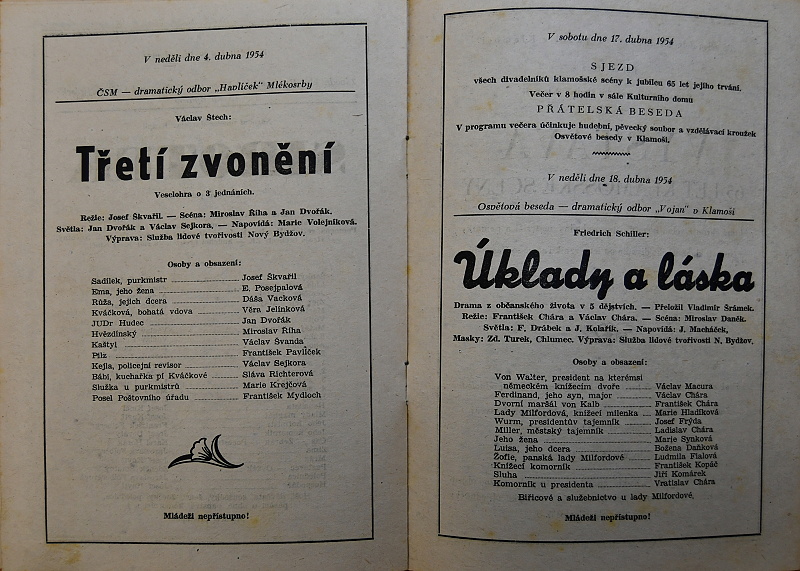 V neděli dne 4. dubna 1954
ČSM — dramatický odbor „Havlíček" Mlékosrby
Václav Štech:
Třetí zvonění
Veselohra o 3 jednáních.
Režie: Josef Škvařil. — Scéna: Miroslav Říha a Jan Dvořák.
Světla: Jan Dvořák a Václav Sejkora. — Napovídá: Marie Volejníková.
Výprava: Služba lidové tvořivosti Nový Bydžov.
Osoby a obsazení:
Sadílek, purkmistr Josef Škvařil
Ema, jeho žena E. Posejpalová
Růža, jejich dcera Dáša Vacková
Kváčková, bohatá vdova Věra Jelínková
JUDr Hudec Jan Dvořák
Hvězdínský Miroslav Říha
Kaštyl Václav Švanda
Pilz František Pavlíček
Kejla, policejní revisor Václav Sejkora
Bábi, kuchařka pí Kváčkové Sláva Richterová
Služka u purkmistrů Marie Krejčová
Posel Poštovního úřadu František Mydloch
Mládeži nepřístupno!
V sobotu dne 17. dubna 1954
SJEZD
všech divadelníků klamošské scény k jubileu 65 let jejího trvání.
Večer v 8 hodin v sále Kulturního domu
PŘÁTELSKÁ BESEDA
V programu večera účinkuje hudební, pěvecký soubor a vzdělávací kroužek
Osvětové besedy v Klamoši.
V neděli dne 18. dubna 1954
Osvětová beseda — dramatický odbor „Vojan" v Klamoši
Friedrich Schiller:
Úklady a láska
Drama z občanského života v 5 dějstvích. — Přeložil Vladimír Šrámek.
Režie: František Chára a Václav Chára. — Scéna: Miroslav Daněk.
Světla: F. Drábek a J. Kolařík. — Napovídá: J. Macháček.
Masky: Zd. Turek, Chlumec. Výprava: Služba lidové tvořivosti N. Bydžov.
Osoby a obsazení:
Von Walter, president na kterémsi
německém knížecím dvoře Václav Macura
Ferdinand, jeho syn, major Václav Chára
Dvorní maršál von Kalb František Chára
Lady Milfordová, knížecí milenka Marie Hladíková
Wurm, presidentův tajemník Josef Frýda
Miller, městský tajemník Ladislav Chára
Jeho žena Marie Synková
Luisa, jeho dcera Božena Daňková
Žofie, panská lady Milfordové Ludmila Fialová
Knížecí komorník František Kopáč
Sluha Jiří Komárek
Komorník u presidenta Vratislav Chára
Biřicové a služebnictvo u lady Milfordové.
Mládeži nepřístupno!